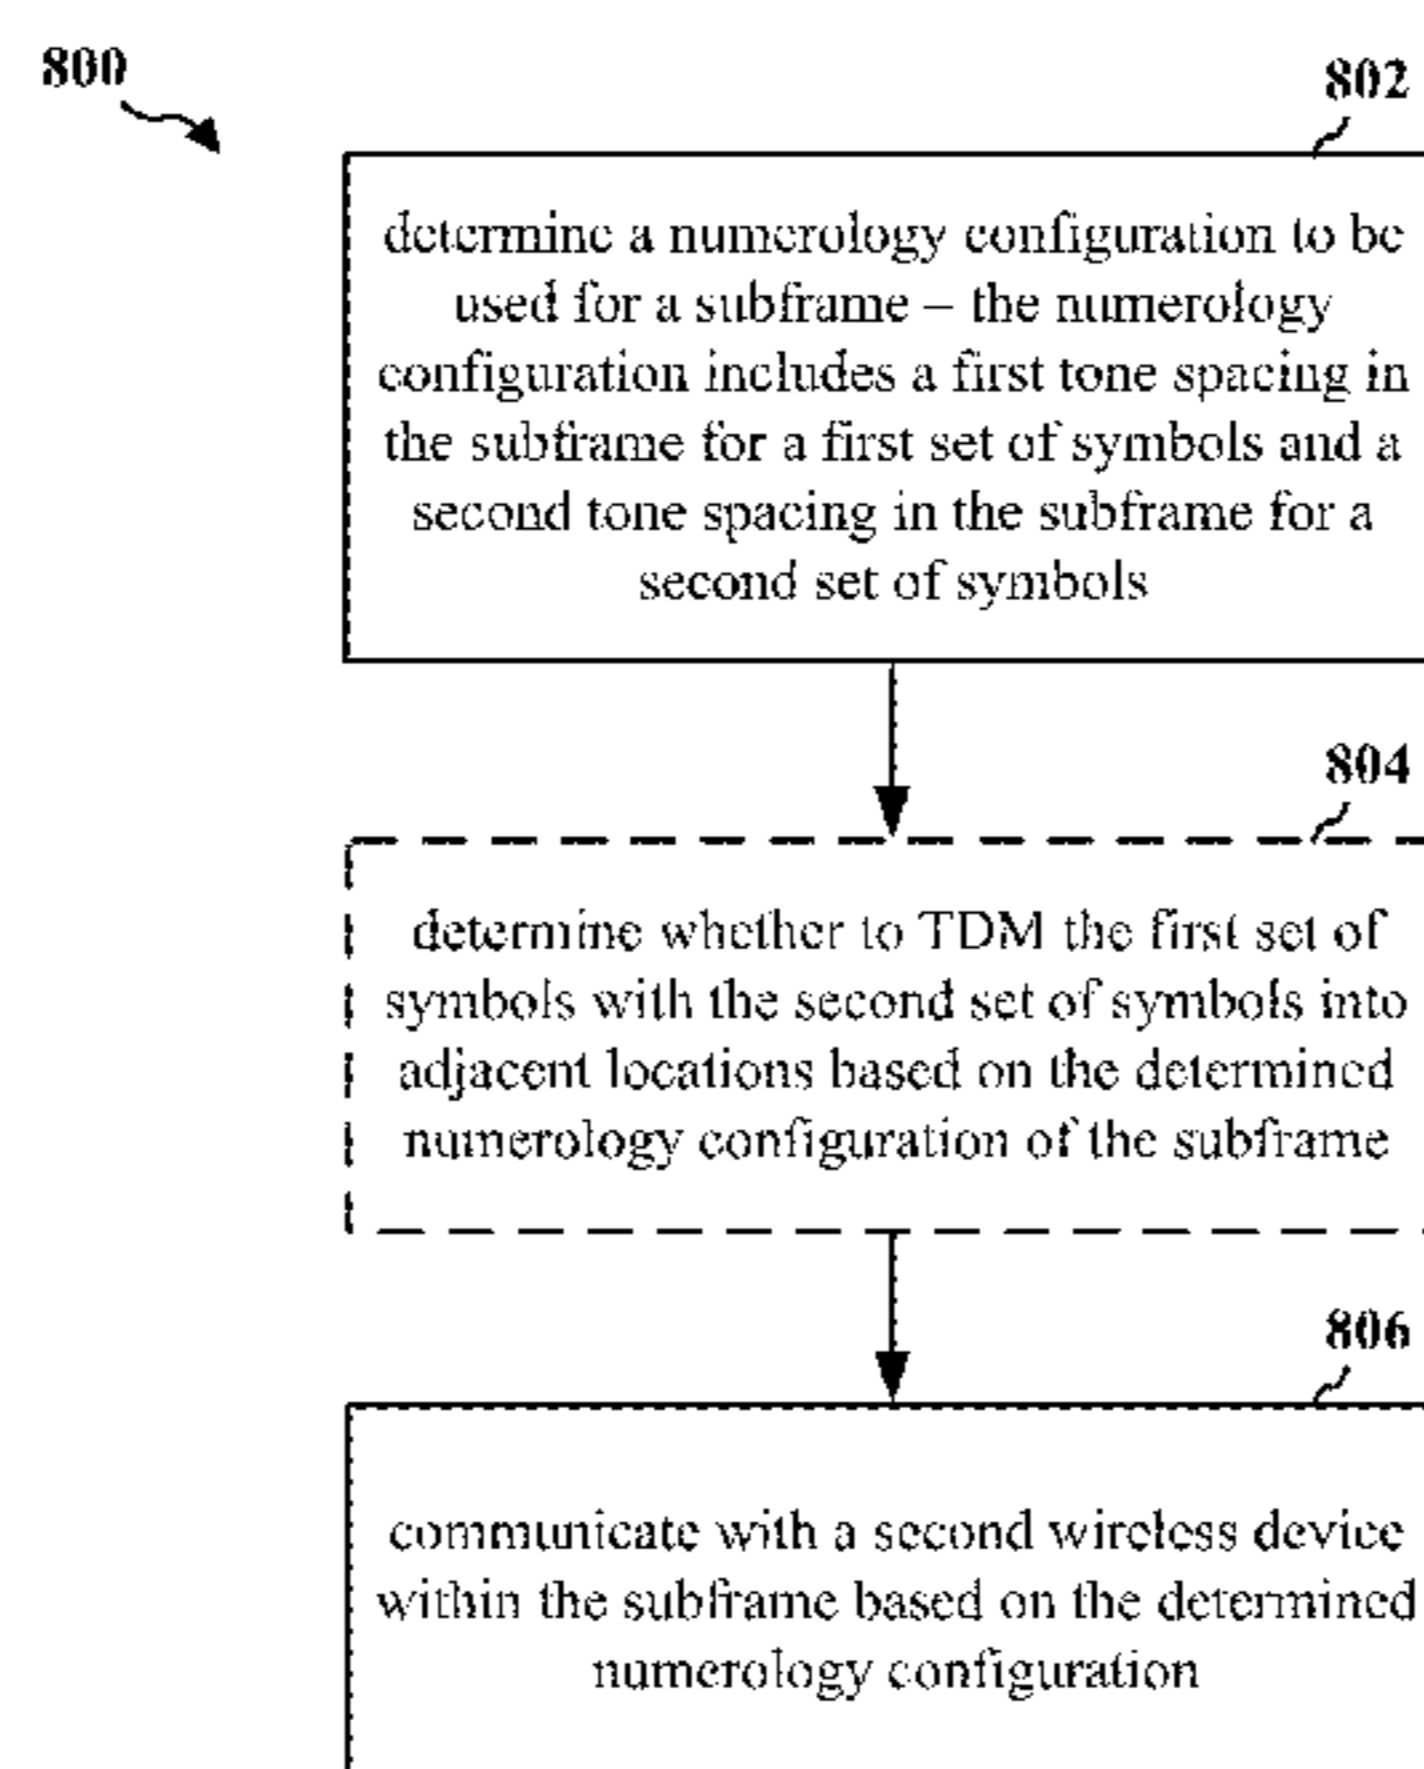 800
802
determine a numerology configuration to be
used for a subframe – the numerology
configuration includes a first tone spacing in
the subframe for a first set of symbols and a
second tone spacing in the subframe for a
second set of symbols
804
determine whether to TDM the first set of
symbols with the second set of symbols into
adjacent locations based on the determined
numerology configuration of the subframe
806
communicate with a second wireless device
within the subframe based on the determined
numerology configuration